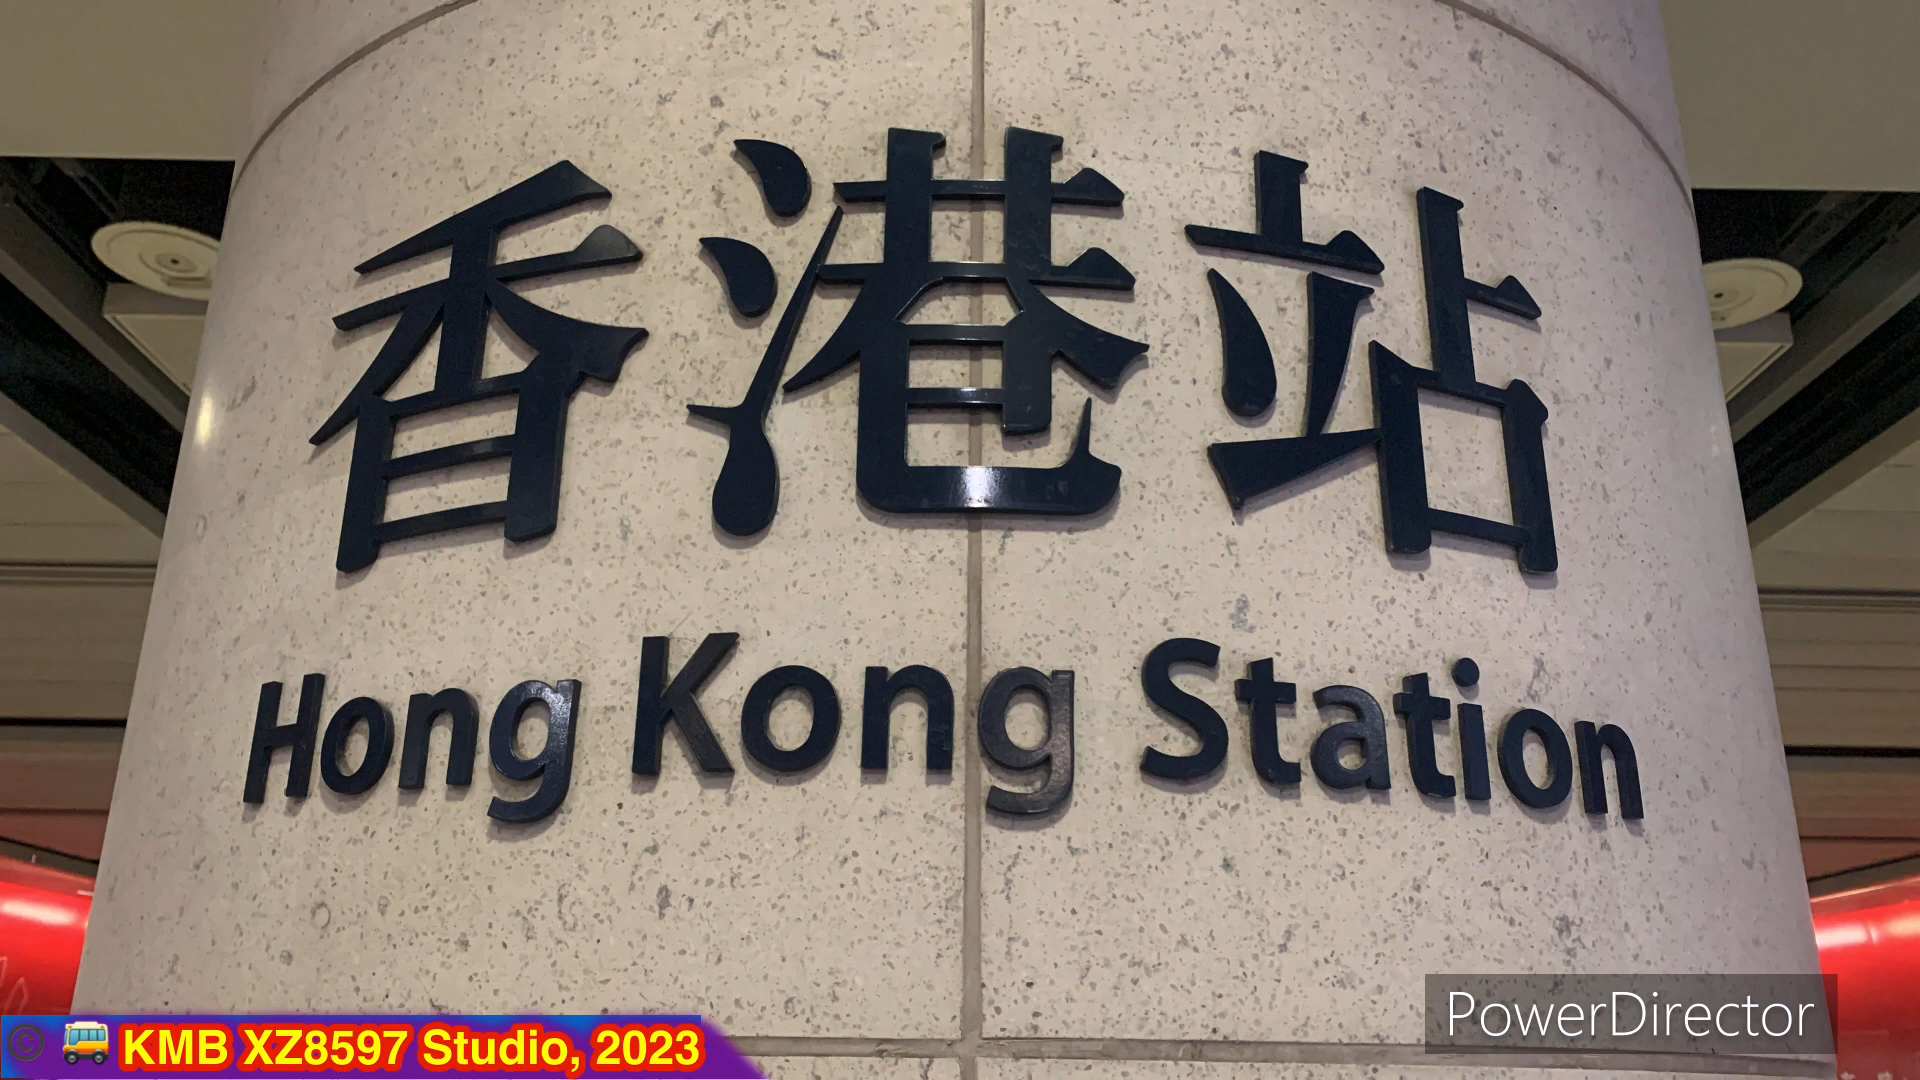 香港站
Hong Kong Station
PowerDirector
© 🚌 KMB XZ8597 Studio, 2023